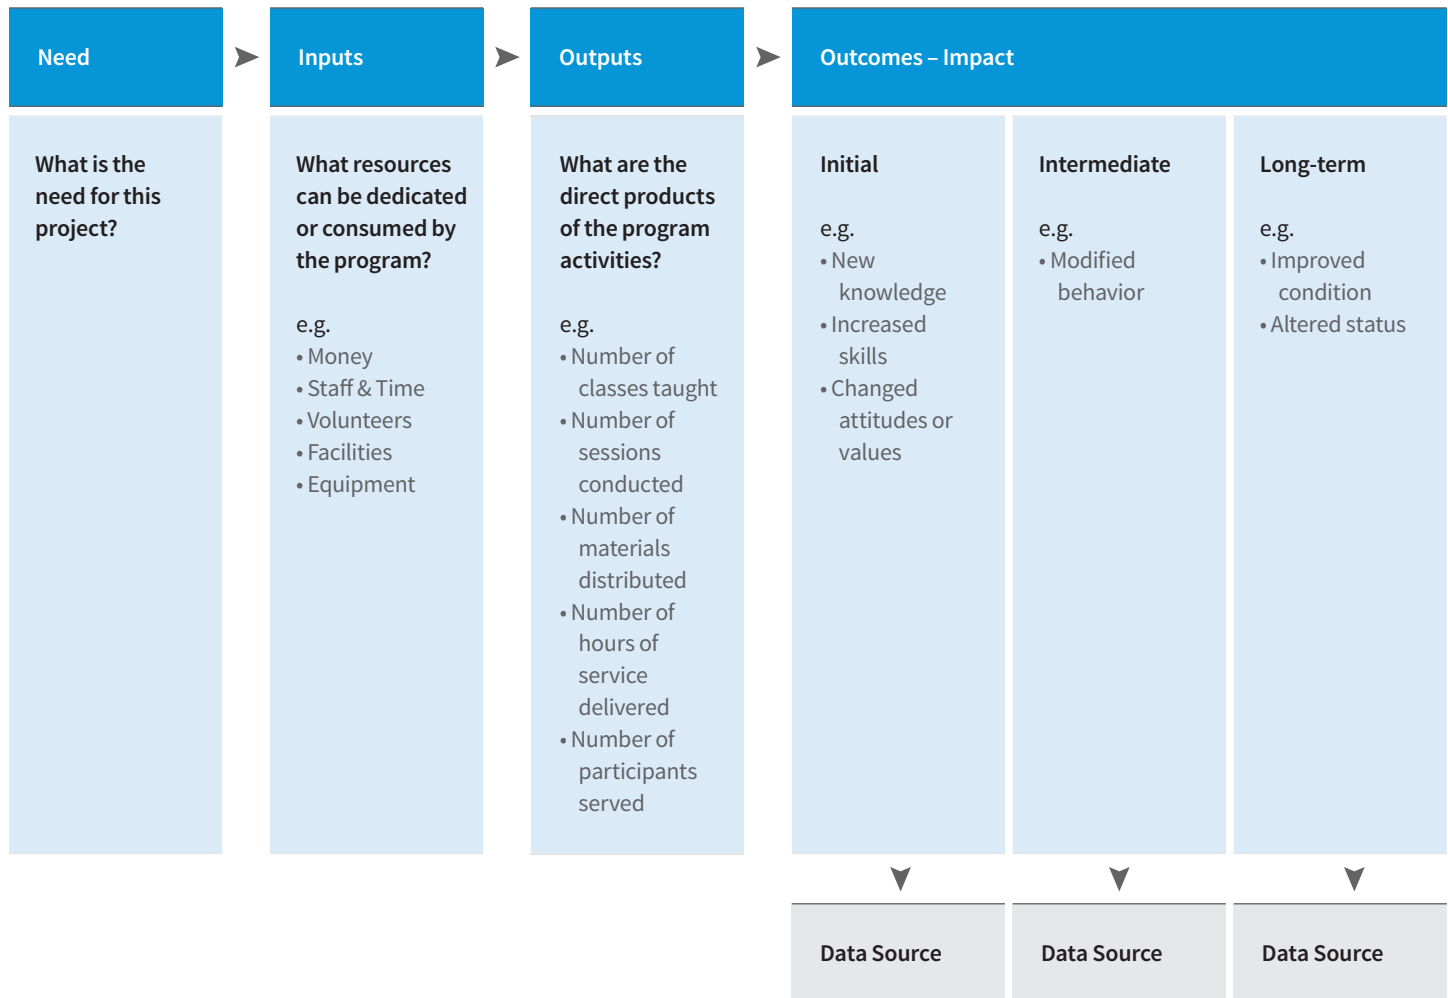 Need
Inputs
Outputs
Outcomes – Impact
What is the
need for this
project?
What resources
can be dedicated
or consumed by
the program?
e.g.
• Money
• Staff & Time
• Volunteers
• Facilities
• Equipment
What are the
direct products
of the program
activities?
e.g.
• Number of
classes taught
• Number of
sessions
conducted
• Number of
materials
distributed
• Number of
hours of
service
delivered
• Number of
participants
served
Initial
e.g.
• New
knowledge
• Increased
skills
• Changed
attitudes or
values
Intermediate
e.g.
• Modified
behavior
Long-term
e.g.
• Improved
condition
• Altered status
Data Source
Data Source
Data Source